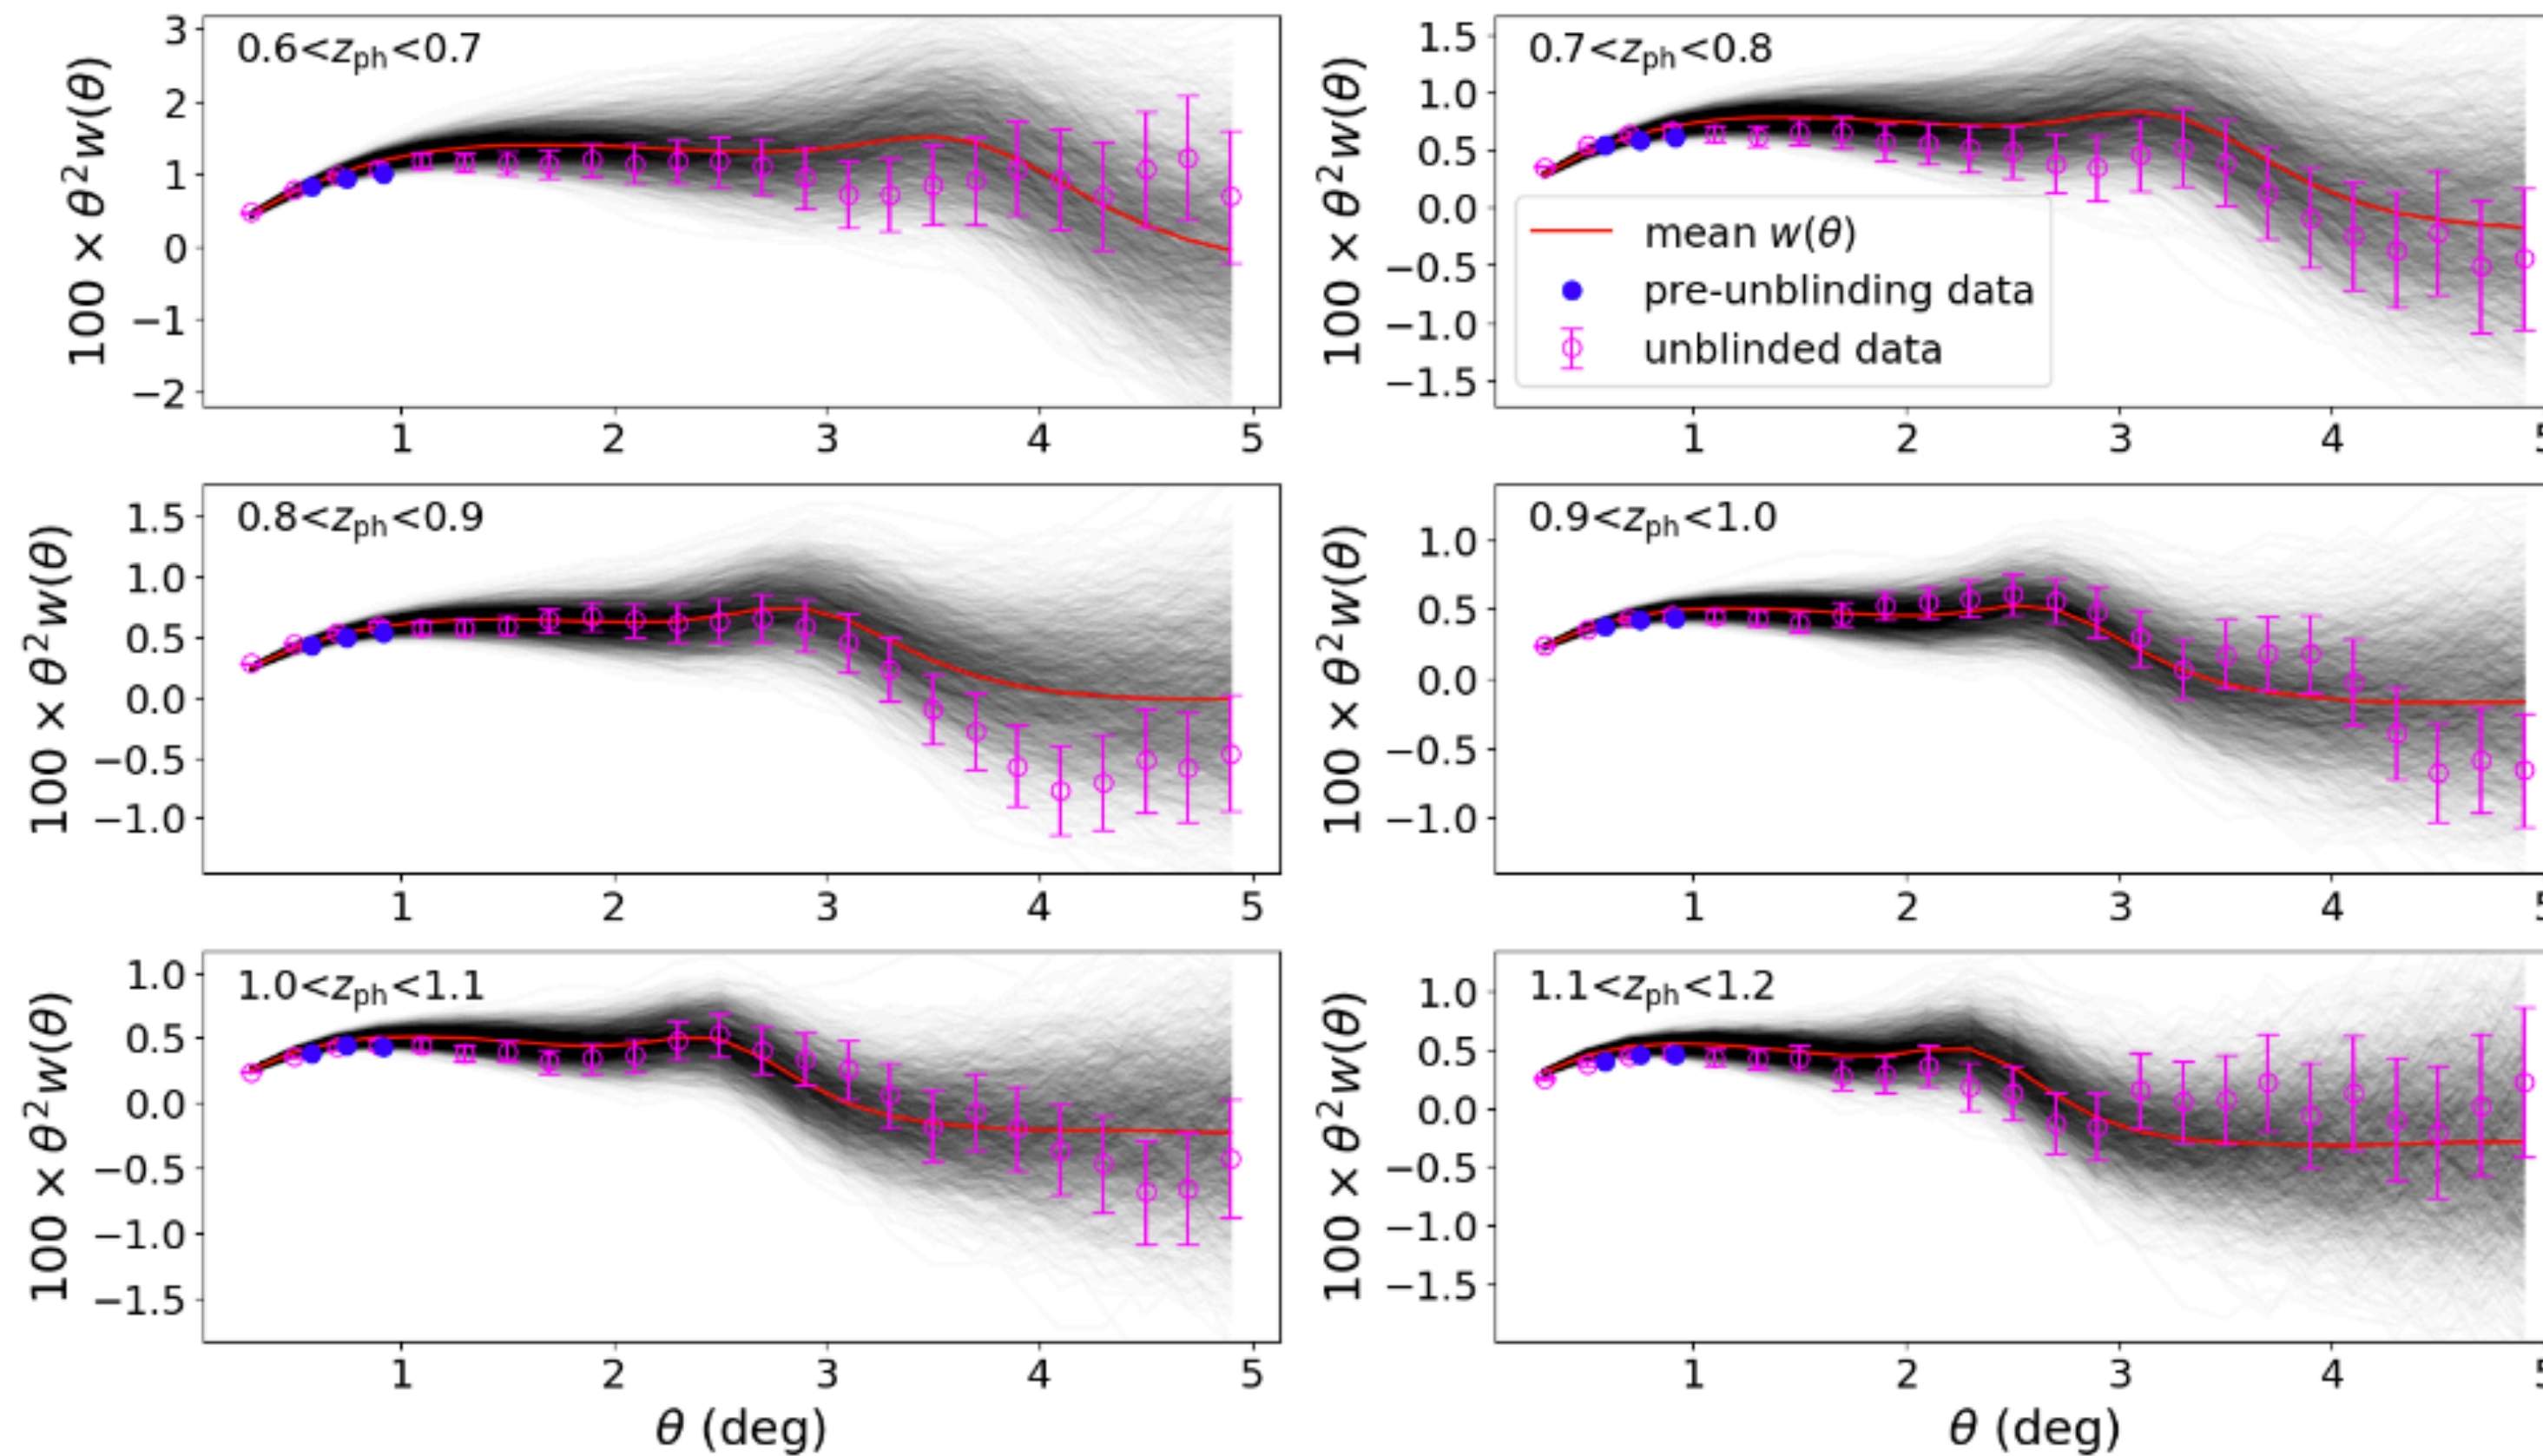 0.6<z_ph<0.7
100 × θ²w(θ)
3
2
1
0
−1
−2
1 2 3 4 5
0.7<z_ph<0.8
100 × θ²w(θ)
1.5
1.0
0.5
0.0
−0.5
−1.0
−1.5
mean w(θ)
pre-unblinding data
unblinded data
1 2 3 4 5
0.8<z_ph<0.9
100 × θ²w(θ)
1.5
1.0
0.5
0.0
−0.5
−1.0
1 2 3 4 5
0.9<z_ph<1.0
100 × θ²w(θ)
1.0
0.5
0.0
−0.5
−1.0
1 2 3 4 5
1.0<z_ph<1.1
100 × θ²w(θ)
1.0
0.5
0.0
−0.5
−1.0
−1.5
1 2 3 4 5
θ (deg)
1.1<z_ph<1.2
100 × θ²w(θ)
1.0
0.5
0.0
−0.5
−1.0
−1.5
1 2 3 4 5
θ (deg)